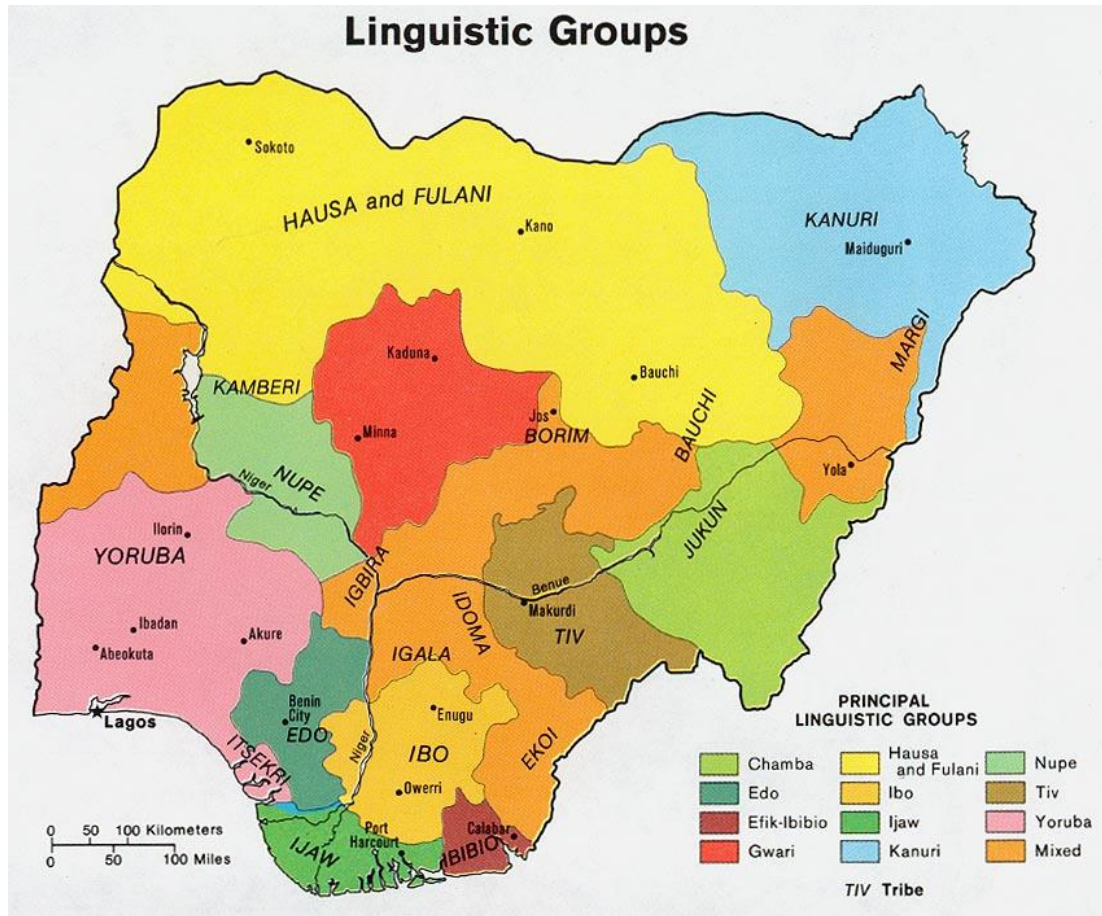 Linguistic Groups
Sokoto
HAUSA and FULANI
Kano
KANURI
Maiduguri
MARGI
Kaduna
KAMBERI
Bauchi
BAUCHI
Jos
BORIM
Minna
Yola
NUPE
Niger
Ilorin
YORUBA
JUKUN
IGBIRA
Benue
Makurdi
IDOMA
TIV
Ibadan
Abeokuta
Akure
IGALA
Lagos
Benin
City
EDO
Enugu
IBO
Niger
EKOI
ITSEKRI
Owerri
Port
Harcourt
IJAW
Calabar
IBIBIO
0 50 100 Kilometers
0 50 100 Miles
PRINCIPAL
LINGUISTIC GROUPS
Chamba
Edo
Efik-Ibibio
Gwari
Hausa
and Fulani
Ibo
Ijaw
Kanuri
Nupe
Tiv
Yoruba
Mixed
TIV Tribe